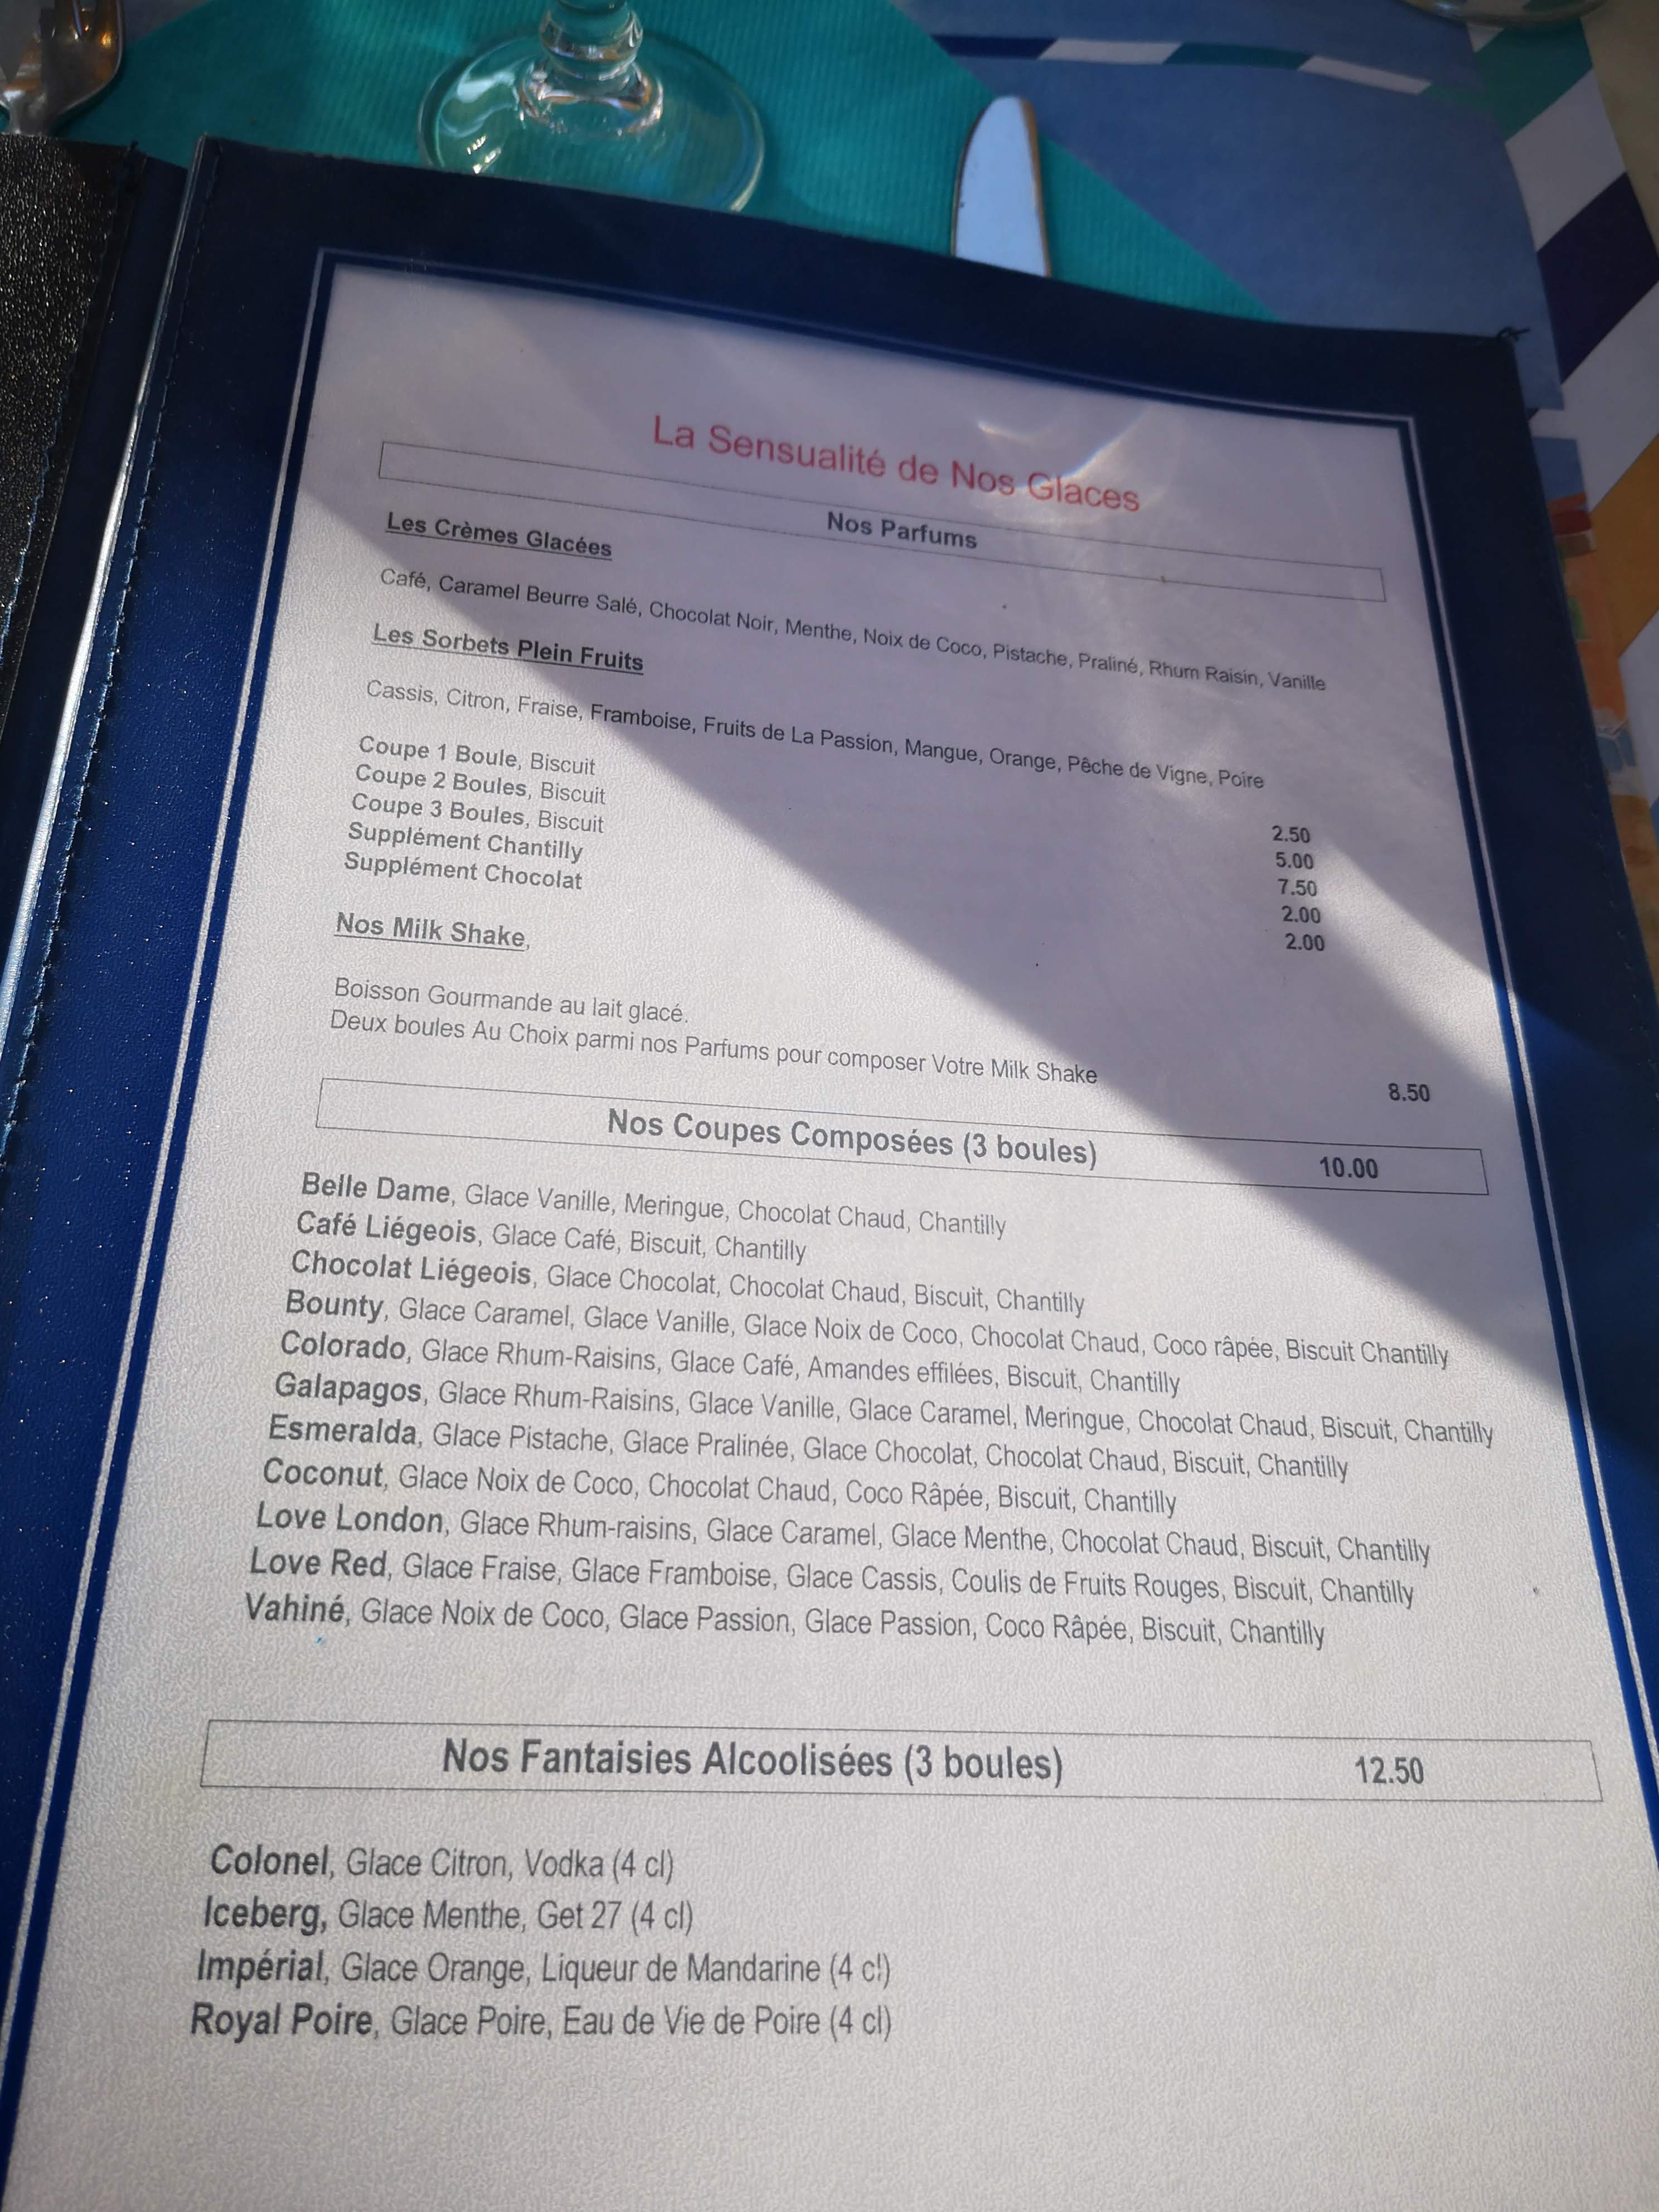 La Sensualité de Nos Glaces
Nos Parfums
Les Crèmes Glacées
Café, Caramel Beurre Salé, Chocolat Noir, Menthe, Noix de Coco, Pistache, Praliné, Rhum Raisin, Vanille
Les Sorbets Plein Fruits
Cassis, Citron, Fraise, Framboise, Fruits de La Passion, Mangue, Orange, Pêche de Vigne, Poire
Coupe 1 Boule, Biscuit 2.50
Coupe 2 Boules, Biscuit 5.00
Coupe 3 Boules, Biscuit 7.50
Supplément Chantilly 2.00
Supplément Chocolat 2.00
Nos Milk Shake,
Boisson Gourmande au lait glacé.
Deux boules Au Choix parmi nos Parfums pour composer Votre Milk Shake 8.50
Nos Coupes Composées (3 boules) 10.00
Belle Dame, Glace Vanille, Meringue, Chocolat Chaud, Chantilly
Café Liégeois, Glace Café, Biscuit, Chantilly
Chocolat Liégeois, Glace Chocolat, Chocolat Chaud, Biscuit, Chantilly
Bounty, Glace Caramel, Glace Vanille, Glace Noix de Coco, Chocolat Chaud, Coco râpée, Biscuit Chantilly
Colorado, Glace Rhum-Raisins, Glace Café, Amandes effilées, Biscuit, Chantilly
Galapagos, Glace Rhum-Raisins, Glace Vanille, Glace Caramel, Meringue, Chocolat Chaud, Biscuit, Chantilly
Esmeralda, Glace Pistache, Glace Pralinée, Glace Chocolat, Chocolat Chaud, Biscuit, Chantilly
Coconut, Glace Noix de Coco, Chocolat Chaud, Coco Râpée, Biscuit, Chantilly
Love London, Glace Rhum-raisins, Glace Caramel, Glace Menthe, Chocolat Chaud, Biscuit, Chantilly
Love Red, Glace Fraise, Glace Framboise, Glace Cassis, Coulis de Fruits Rouges, Biscuit, Chantilly
Vahiné, Glace Noix de Coco, Glace Passion, Glace Passion, Coco Râpée, Biscuit, Chantilly
Nos Fantaisies Alcoolisées (3 boules) 12.50
Colonel, Glace Citron, Vodka (4 cl)
Iceberg, Glace Menthe, Get 27 (4 cl)
Impérial, Glace Orange, Liqueur de Mandarine (4 cl)
Royal Poire, Glace Poire, Eau de Vie de Poire (4 cl)